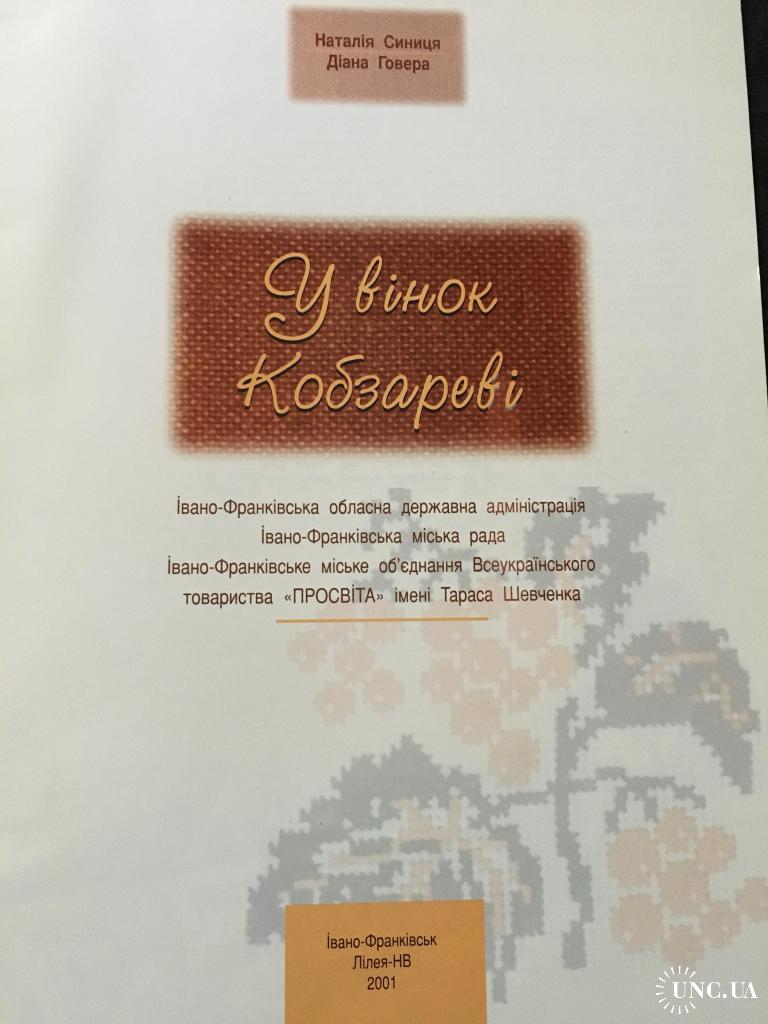 Наталія Синиця
Діана Говера
У вінок
Кобзареві
Івано-Франківська обласна державна адміністрація
Івано-Франківська міська рада
Івано-Франківське міське об'єднання Всеукраїнського
товариства «ПРОСВІТА» імені Тараса Шевченка
Івано-Франківськ
Лілея-НВ
2001
UNC.UA